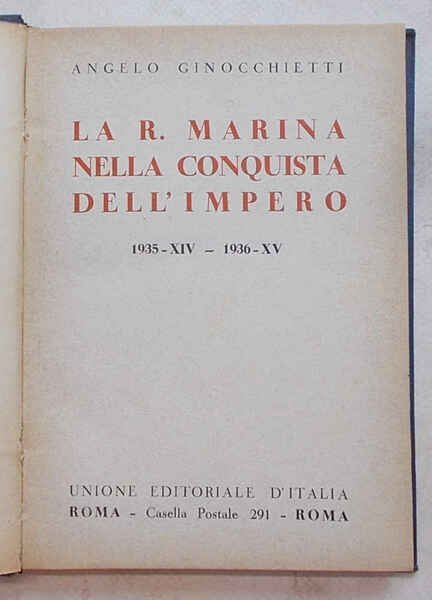 ANGELO GINOCCHIETTI
LA R. MARINA
NELLA CONQUISTA
DELL'IMPERO
1935-XIV - 1936-XV
UNIONE EDITORIALE D'ITALIA
ROMA - Casella Postale 291 - ROMA